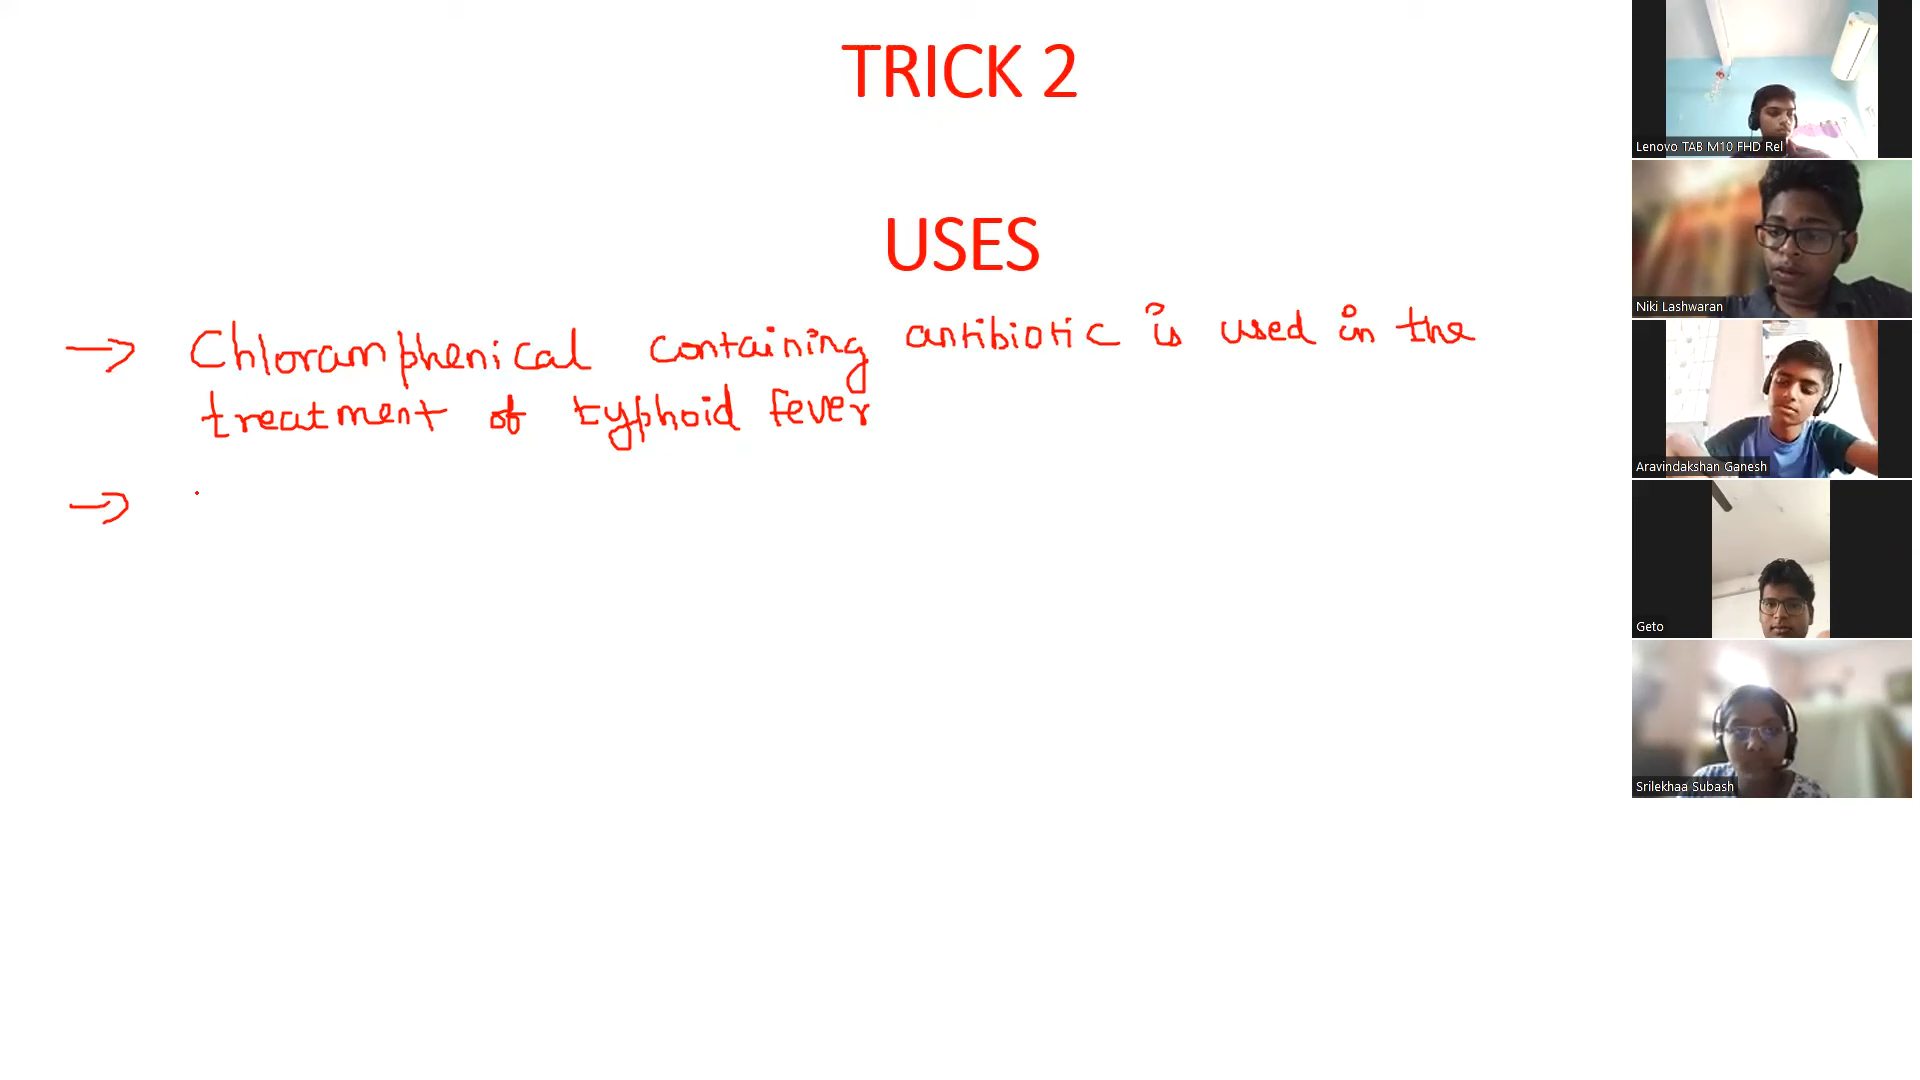 TRICK 2
USES
→ Chloramphenical containing antibiotic is used in the
treatment of typhoid fever
→
Lenovo TAB M10 FHD Rel
Niki Lashwaran
Aravindakshan Ganesh
Geto
Srilekhaa Subash